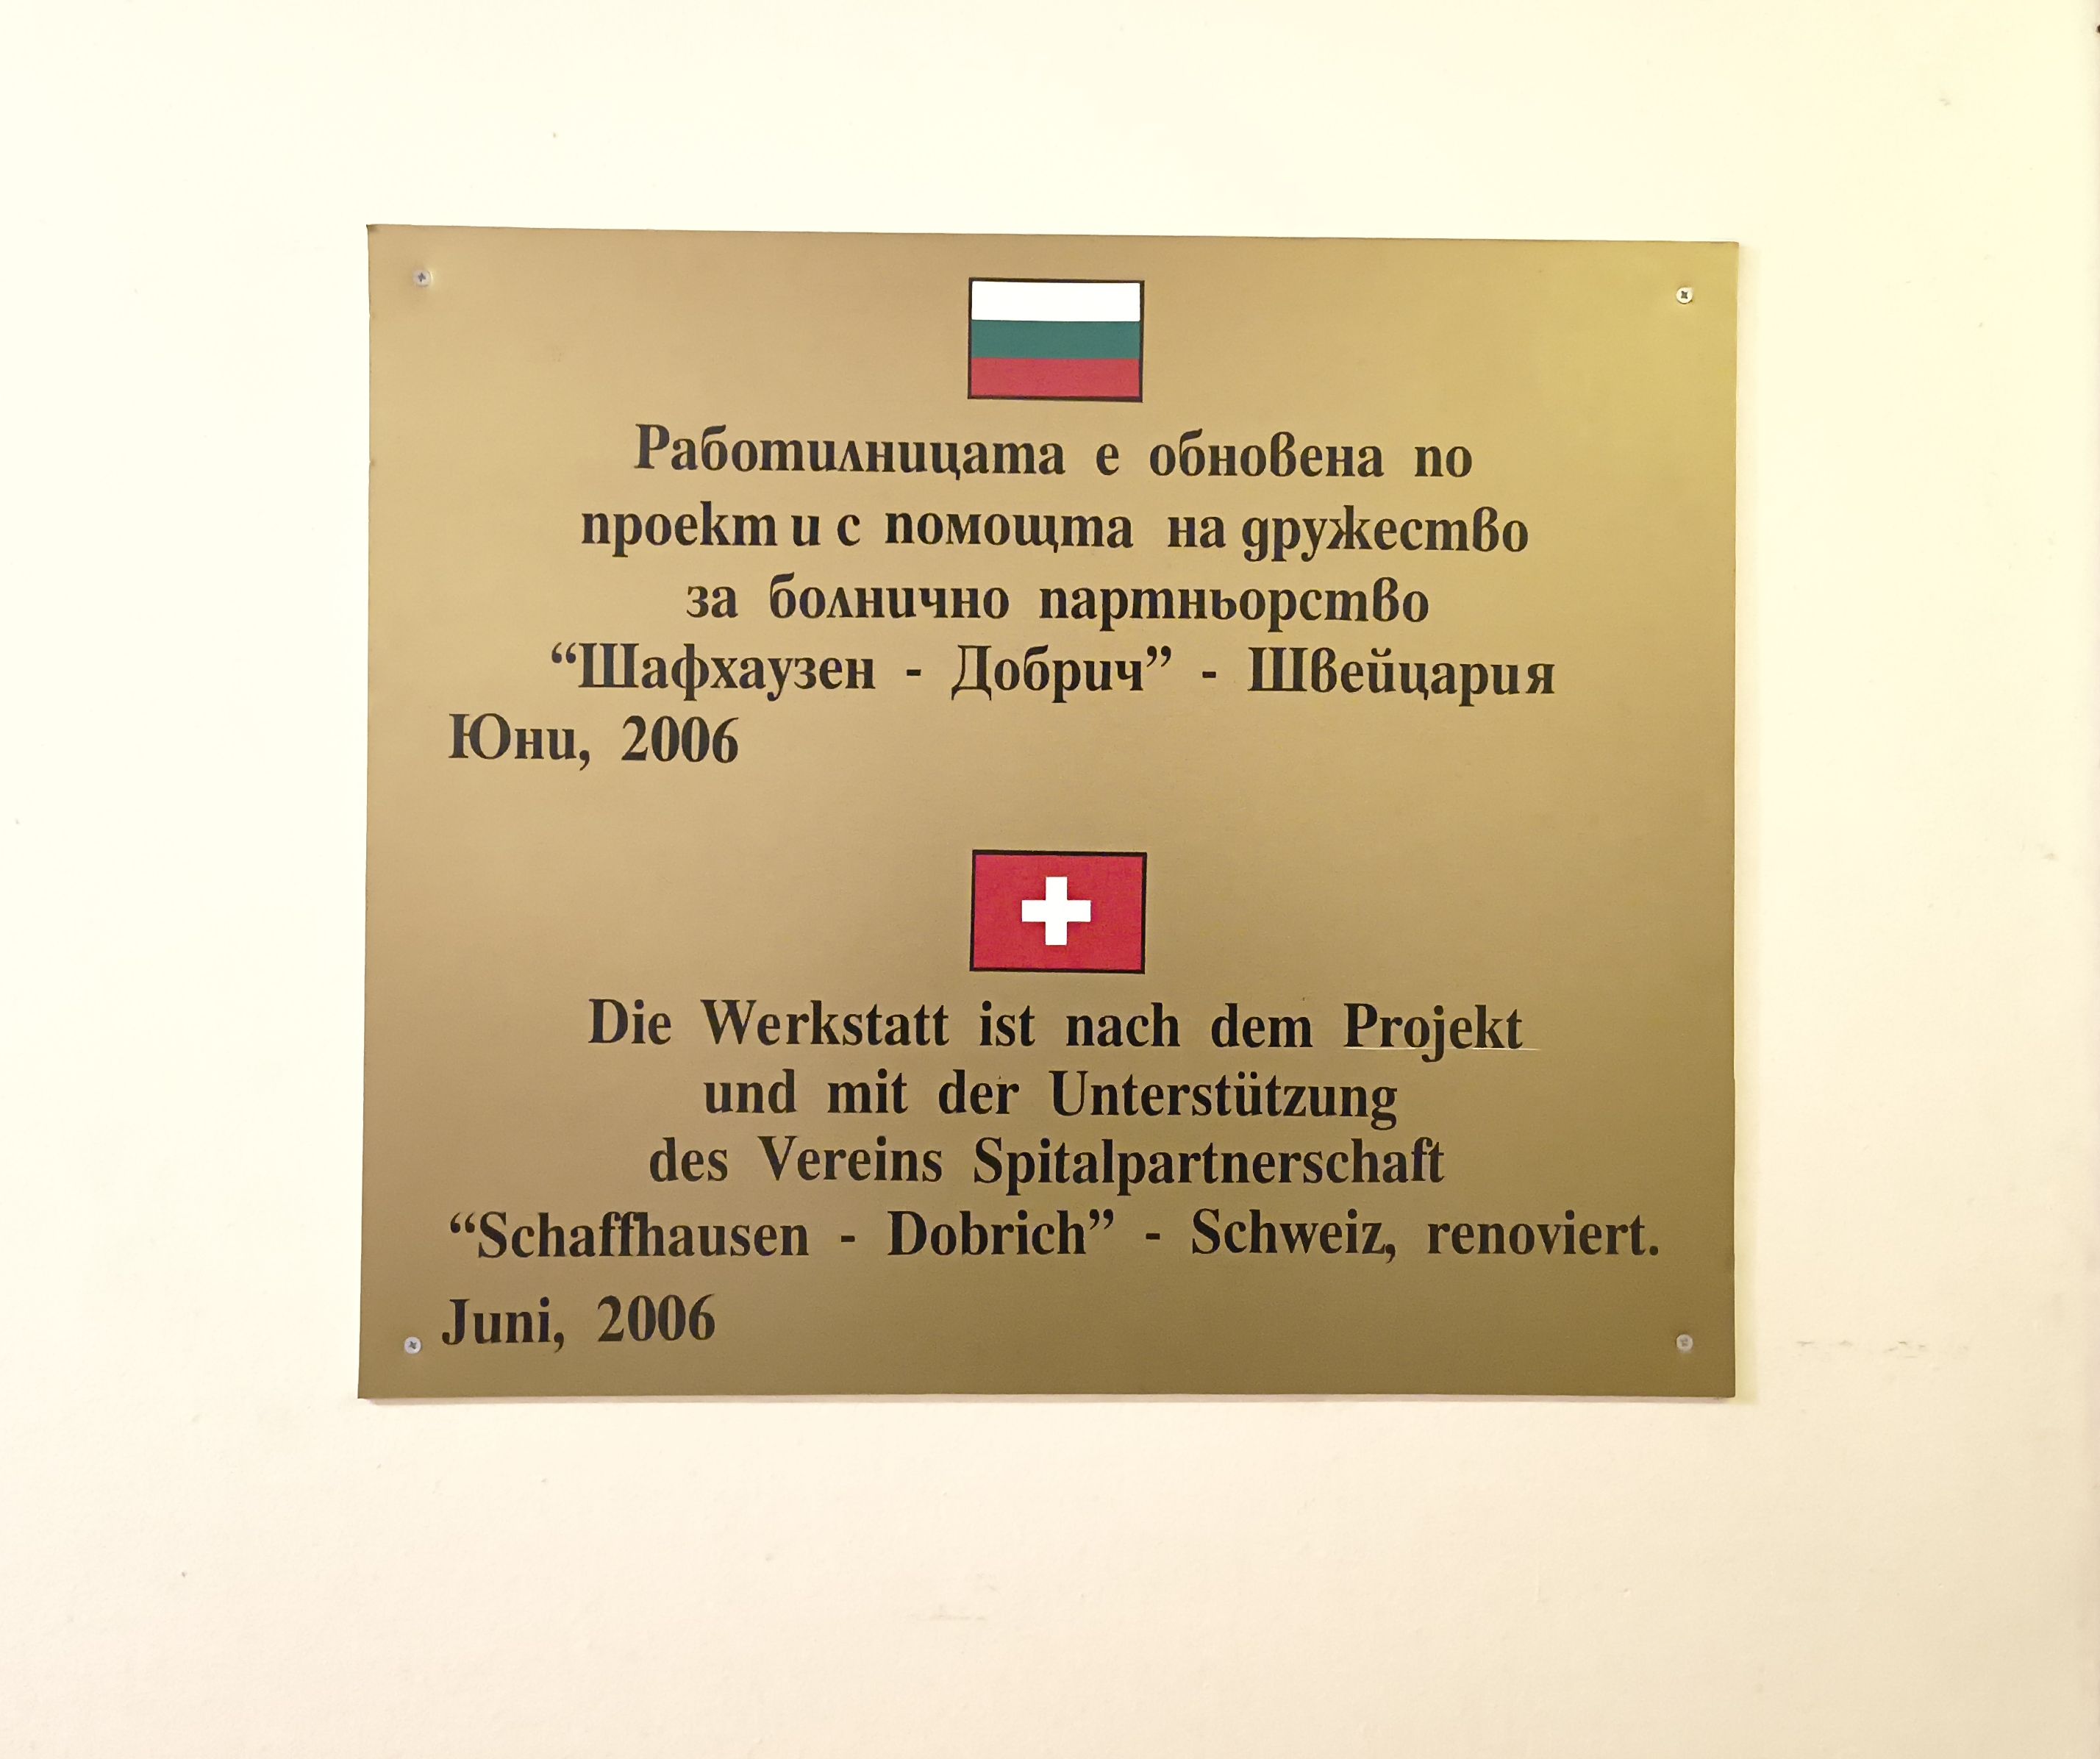 Работилницата е обновена по
проект и с помощта на дружество
за болнично партньорство
“Шафхаузен - Добрич” - Швейцария
Юни, 2006
Die Werkstatt ist nach dem Projekt
und mit der Unterstützung
des Vereins Spitalpartnerschaft
“Schaffhausen - Dobrich” - Schweiz, renoviert.
Juni, 2006